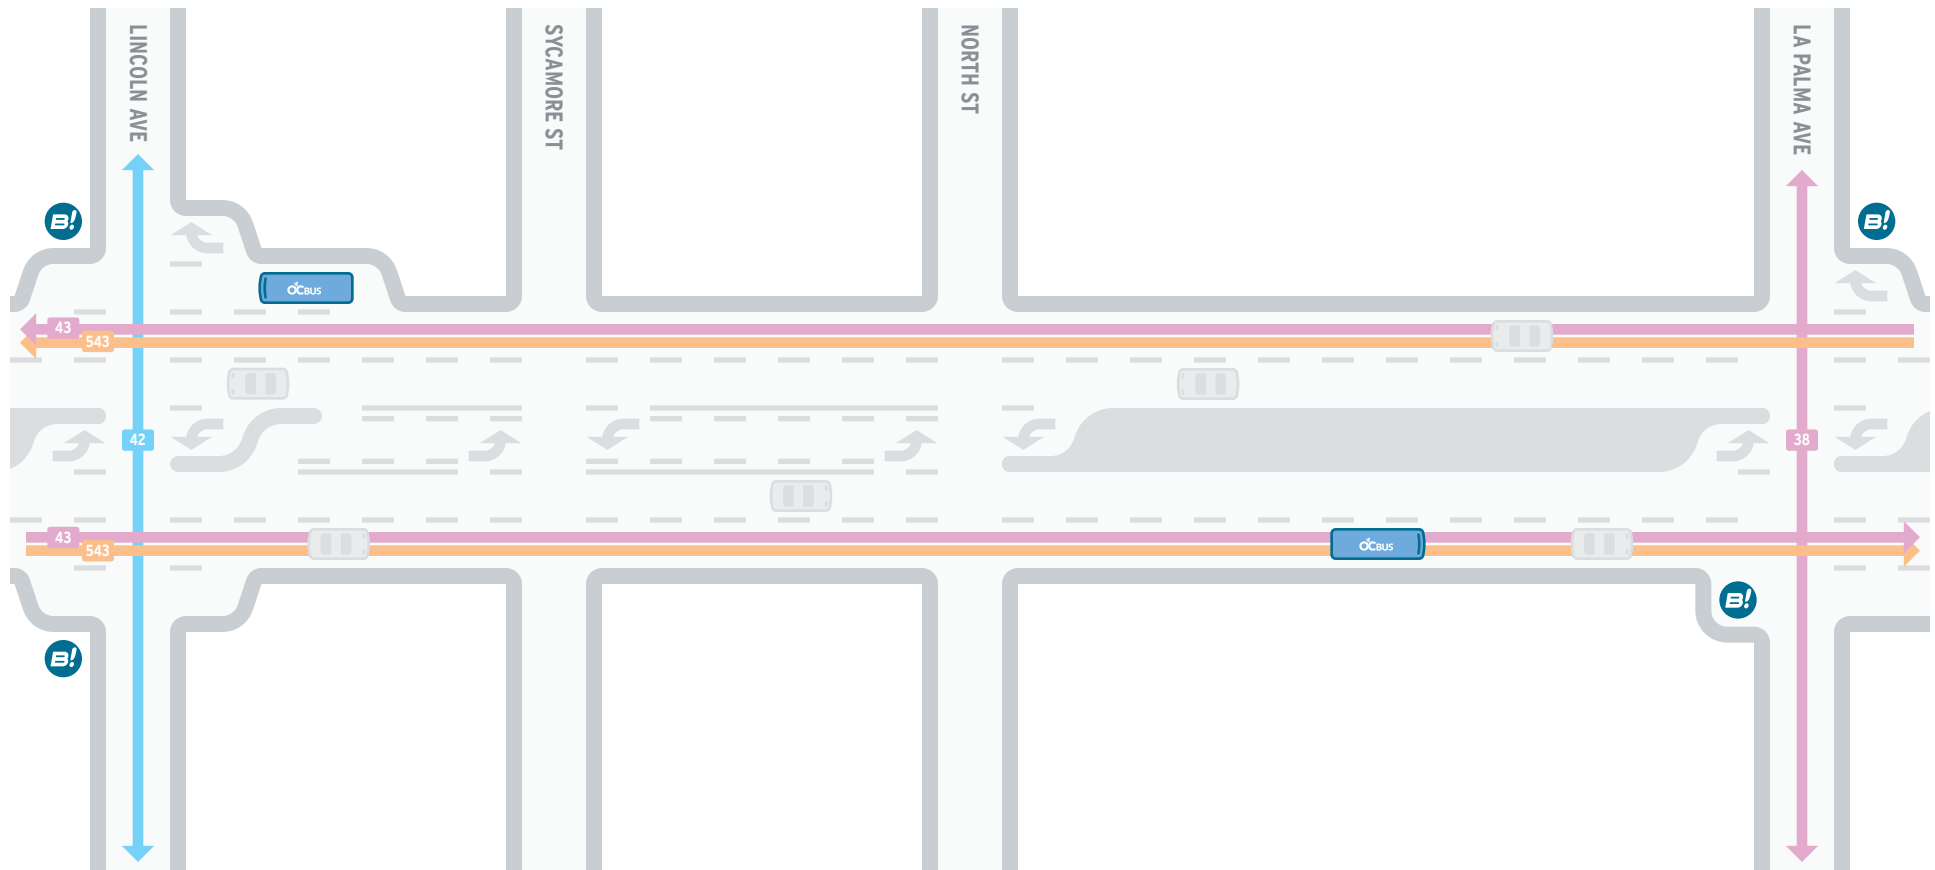 LINCOLN AVE
SYCAMORE ST
NORTH ST
LA PALMA AVE
B!
B!
OCBUS
43
543
42
38
43
543
OCBUS
B!
B!